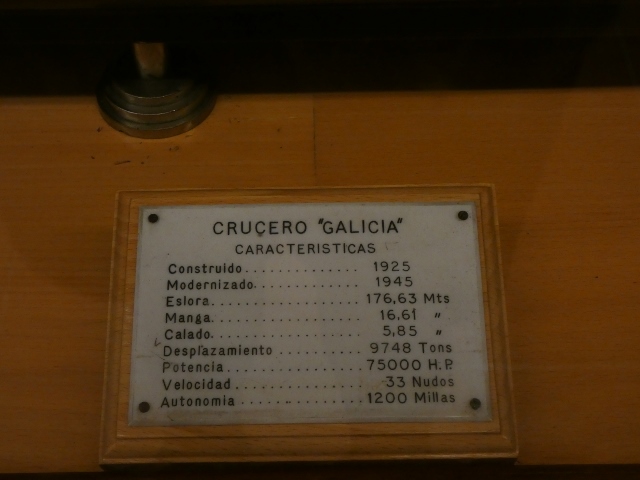 CRUCERO "GALICIA"
CARACTERISTICAS
Construido.............. 1925
Modernizado............. 1945
Eslora.................. 176,63 Mts
Manga................... 16,61 "
Calado.................. 5,85 "
Desplazamiento .......... 9748 Tons
Potencia................ 75000 H.P.
Velocidad............... 33 Nudos
Autonomia .............. 1200 Millas